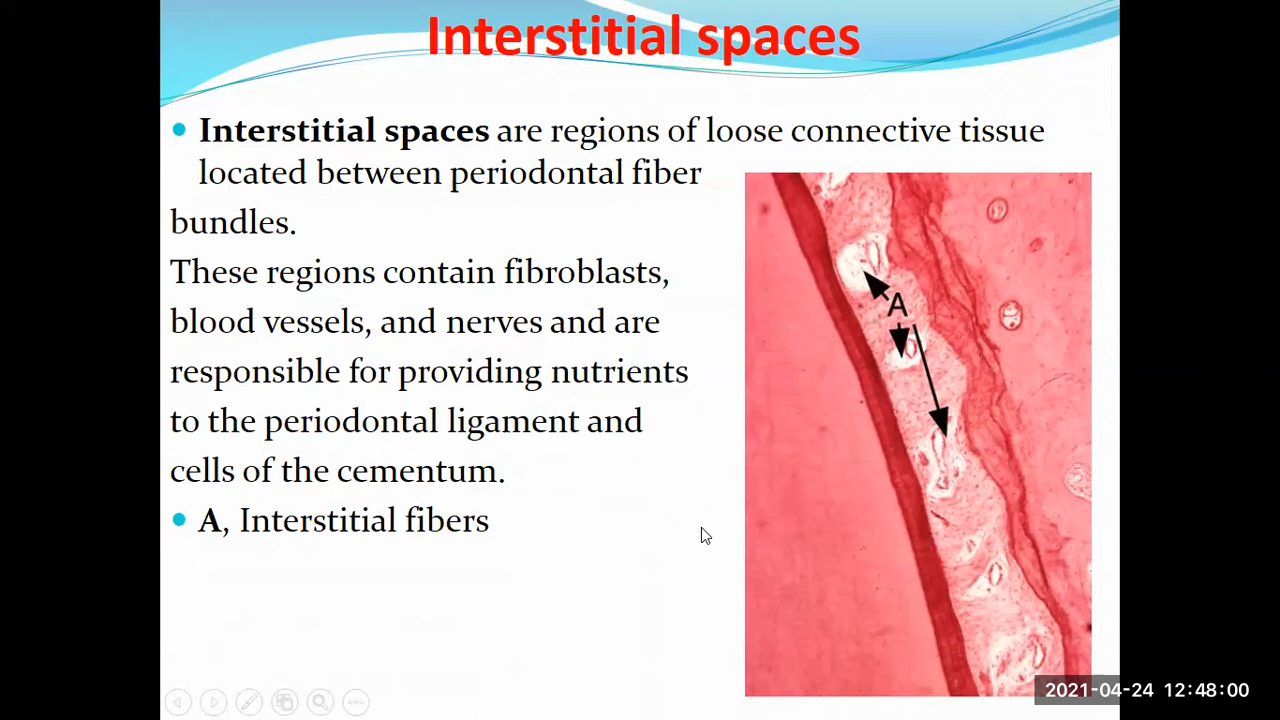 Interstitial spaces
• Interstitial spaces are regions of loose connective tissue
located between periodontal fiber
bundles.
These regions contain fibroblasts,
blood vessels, and nerves and are
responsible for providing nutrients
to the periodontal ligament and
cells of the cementum.
• A, Interstitial fibers
A
2021-04-24 12:48:00